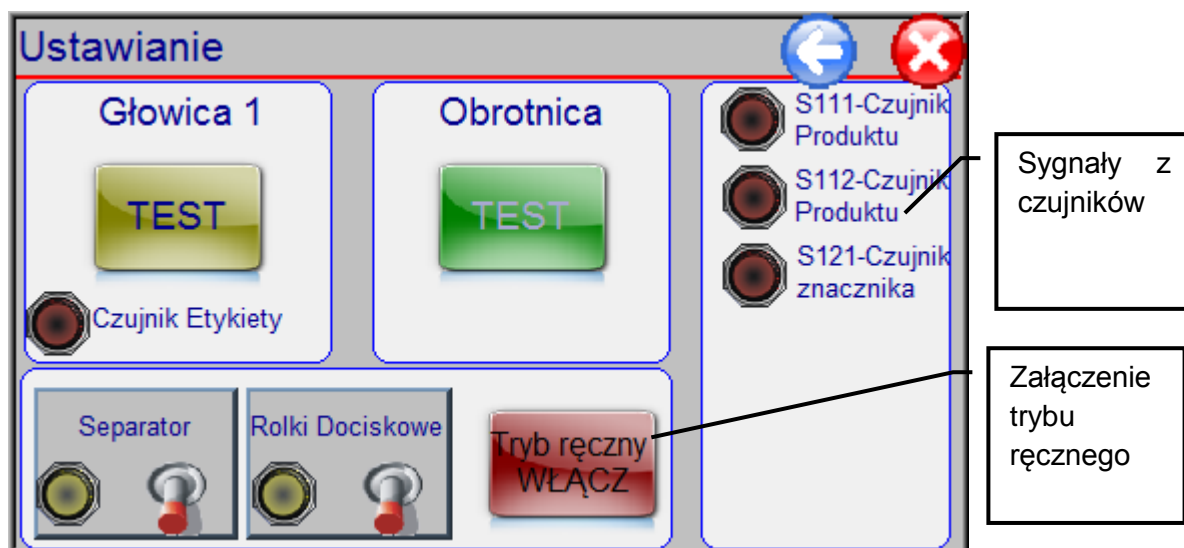 Ustawianie
Głowica 1
TEST
Czujnik Etykiety
Obrotnica
TEST
S111-Czujnik
Produktu
S112-Czujnik
Produktu
S121-Czujnik
znacznika
Separator
Rolki Dociskowe
Tryb ręczny
WŁĄCZ
Sygnały z
czujników
Załączenie
trybu
ręcznego